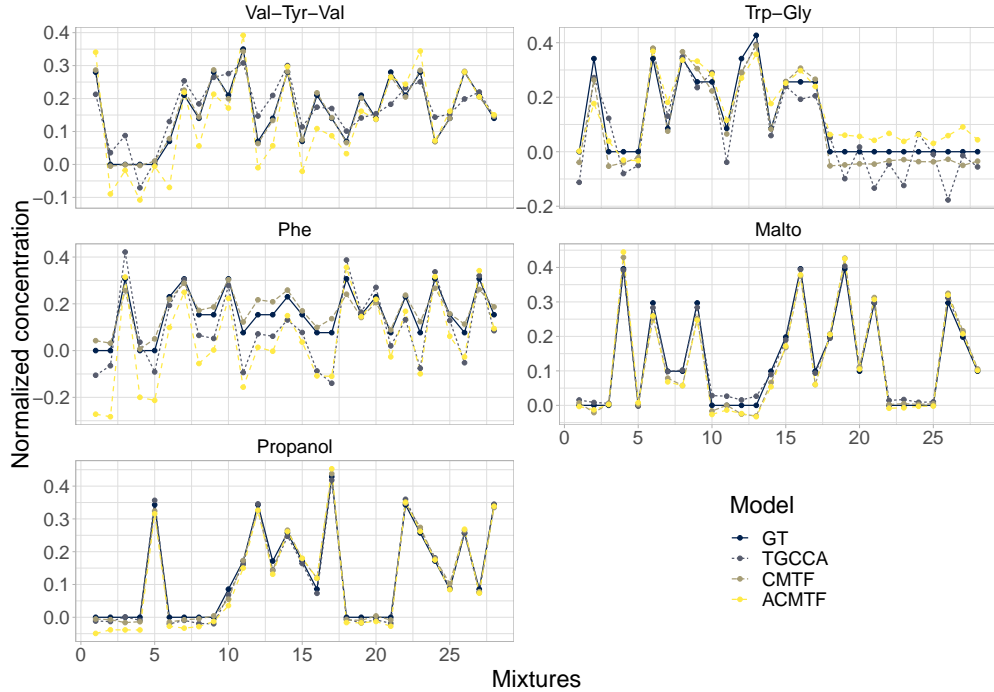 Val−Tyr−Val
Trp−Gly
0.4
0.3
0.2
0.1
0.0
−0.1
0.4
0.2
0.0
−0.2
Phe
Malto
0.4
0.2
0.0
−0.2
0.4
0.3
0.2
0.1
0.0
0 5 10 15 20 25
Propanol
0.4
0.3
0.2
0.1
0.0
0 5 10 15 20 25
Normalized concentration
Mixtures
Model
GT
TGCCA
CMTF
ACMTF